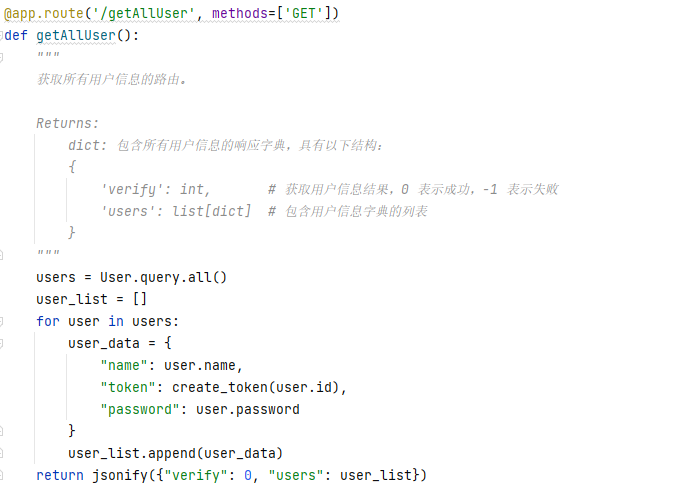 @app.route('/getAllUser', methods=['GET'])
def getAllUser():
    """
    获取所有用户信息的路由。

    Returns:
        dict: 包含所有用户信息的响应字典，具有以下结构：
        {
            'verify': int,       # 获取用户信息结果，0 表示成功，-1 表示失败
            'users': list[dict]  # 包含用户信息字典的列表
        }
    """
    users = User.query.all()
    user_list = []
    for user in users:
        user_data = {
            "name": user.name,
            "token": create_token(user.id),
            "password": user.password
        }
        user_list.append(user_data)
    return jsonify({"verify": 0, "users": user_list})